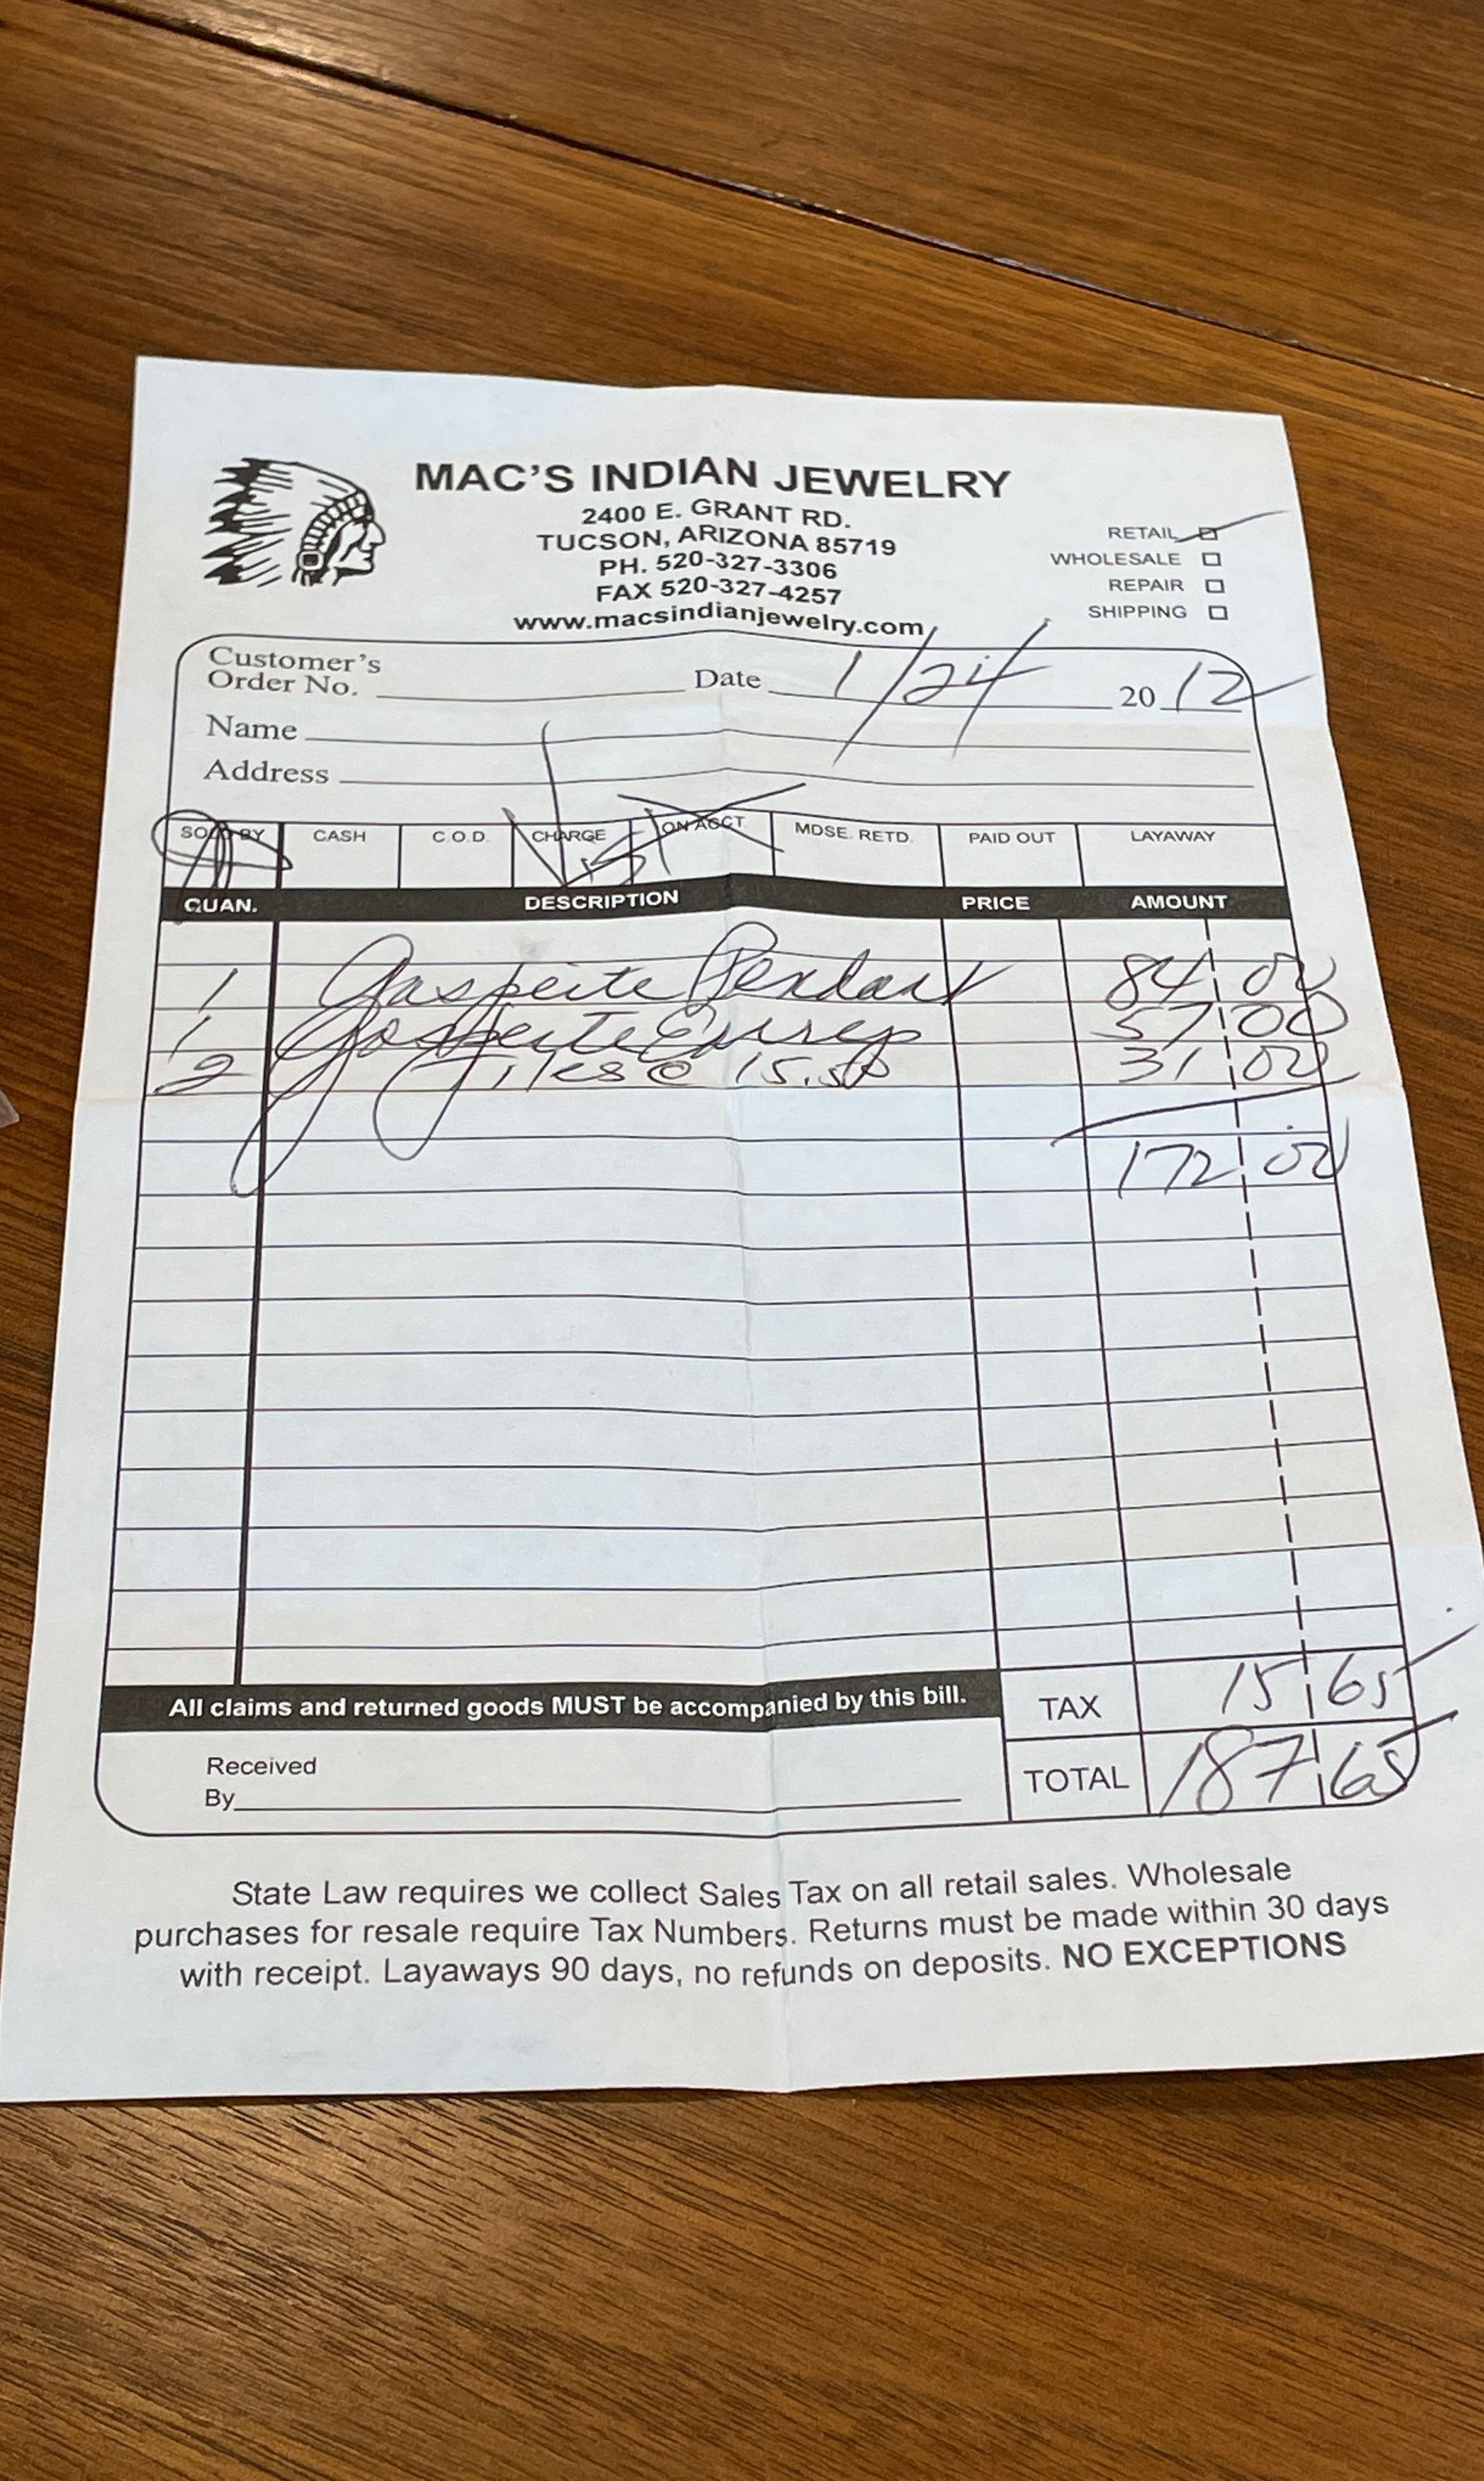 MAC'S INDIAN JEWELRY
2400 E. GRANT RD.
TUCSON, ARIZONA 85719
PH. 520-327-3306
FAX 520-327-4257
www.macsindianjewelry.com
RETAIL
WHOLESALE
REPAIR
SHIPPING
Customer's
Order No. Date 1/24/ 20 12
Name
Address
SOLD BY CASH C.O.D. CHARGE ON ACCT. MDSE. RETD. PAID OUT LAYAWAY
QUAN. DESCRIPTION PRICE AMOUNT
1 Gaspeite Pendant 84 00
1 Gaspeite 57 00
2 Tiles @ 15.50 31 00
172 00
All claims and returned goods MUST be accompanied by this bill.
TAX 15 65
Received
By
TOTAL 187 65
State Law requires we collect Sales Tax on all retail sales. Wholesale
purchases for resale require Tax Numbers. Returns must be made within 30 days
with receipt. Layaways 90 days, no refunds on deposits. NO EXCEPTIONS